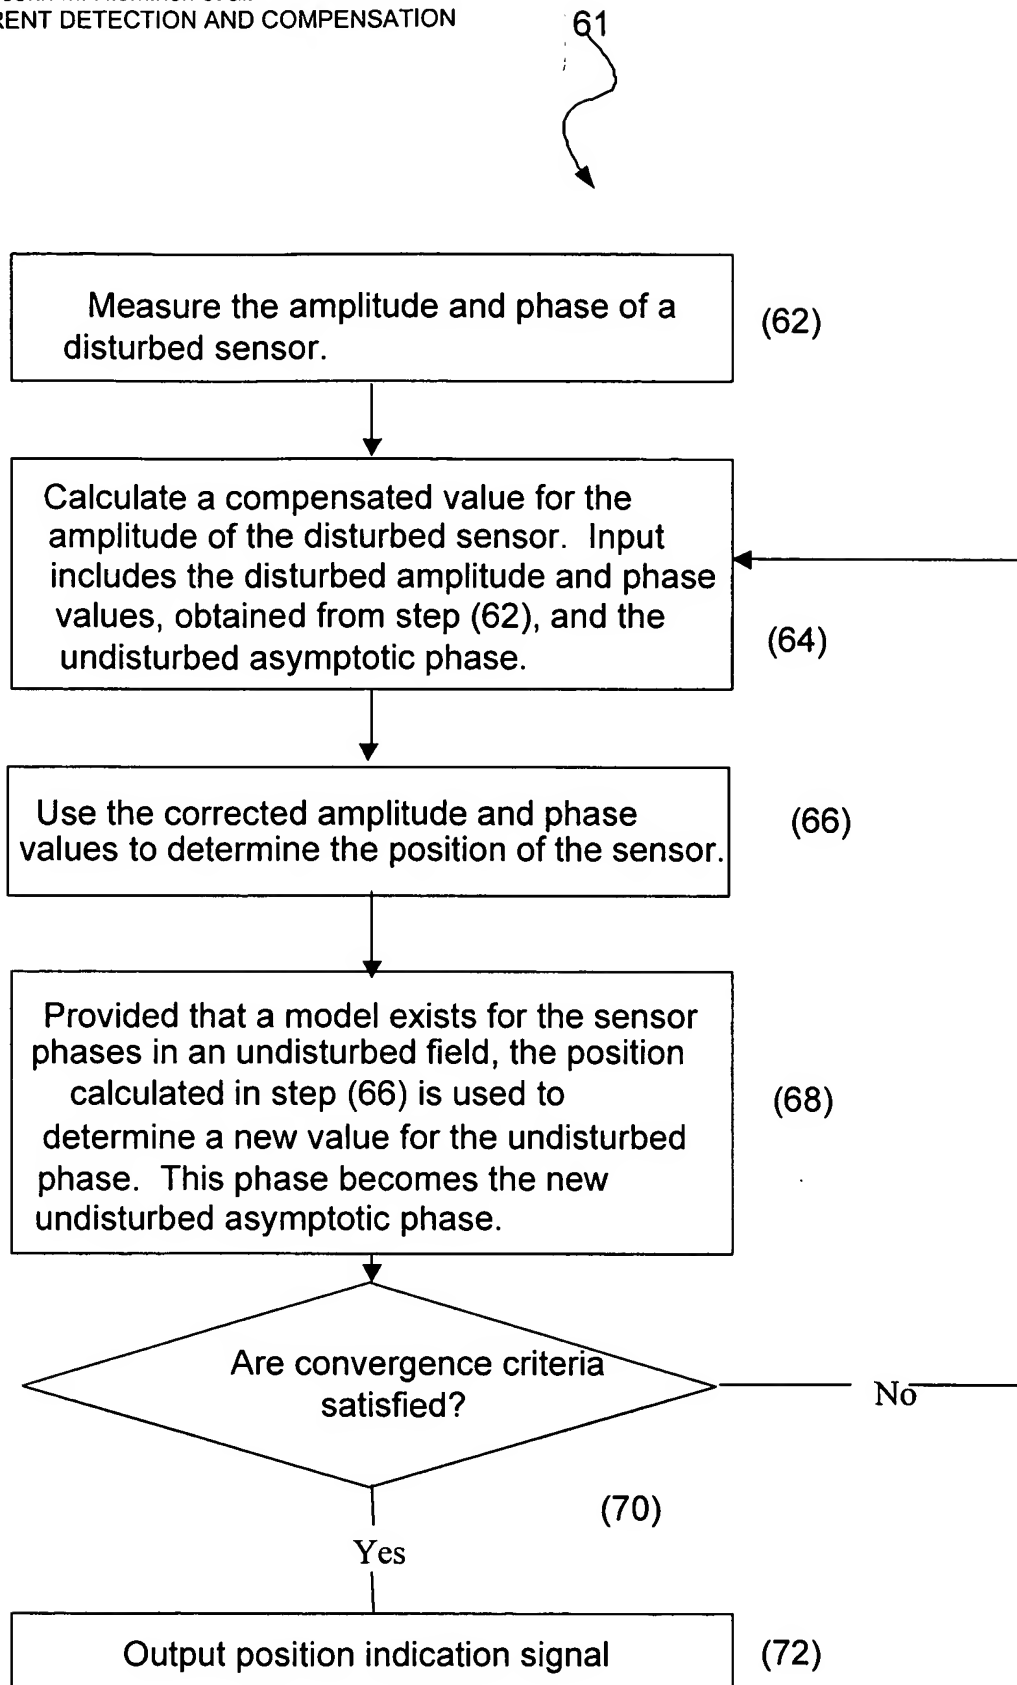 RENT DETECTION AND COMPENSATION
61
Measure the amplitude and phase of a
disturbed sensor.
(62)
Calculate a compensated value for the
amplitude of the disturbed sensor. Input
includes the disturbed amplitude and phase
values, obtained from step (62), and the
undisturbed asymptotic phase.
(64)
Use the corrected amplitude and phase
values to determine the position of the sensor.
(66)
Provided that a model exists for the sensor
phases in an undisturbed field, the position
calculated in step (66) is used to
determine a new value for the undisturbed
phase. This phase becomes the new
undisturbed asymptotic phase.
(68)
Are convergence criteria
satisfied?
No
(70)
Yes
Output position indication signal
(72)